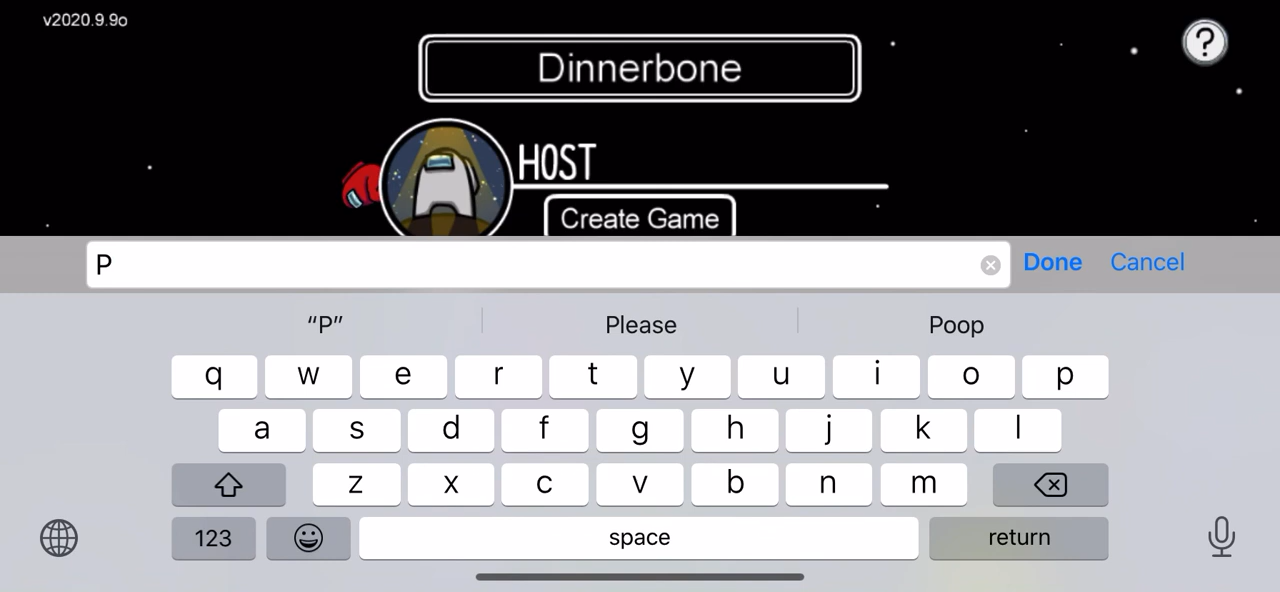 v2020.9.9o
?
Dinnerbone
HOST
Create Game
P
Done Cancel
“P” Please Poop
q w e r t y u i o p
a s d f g h j k l
z x c v b n m
123 space return